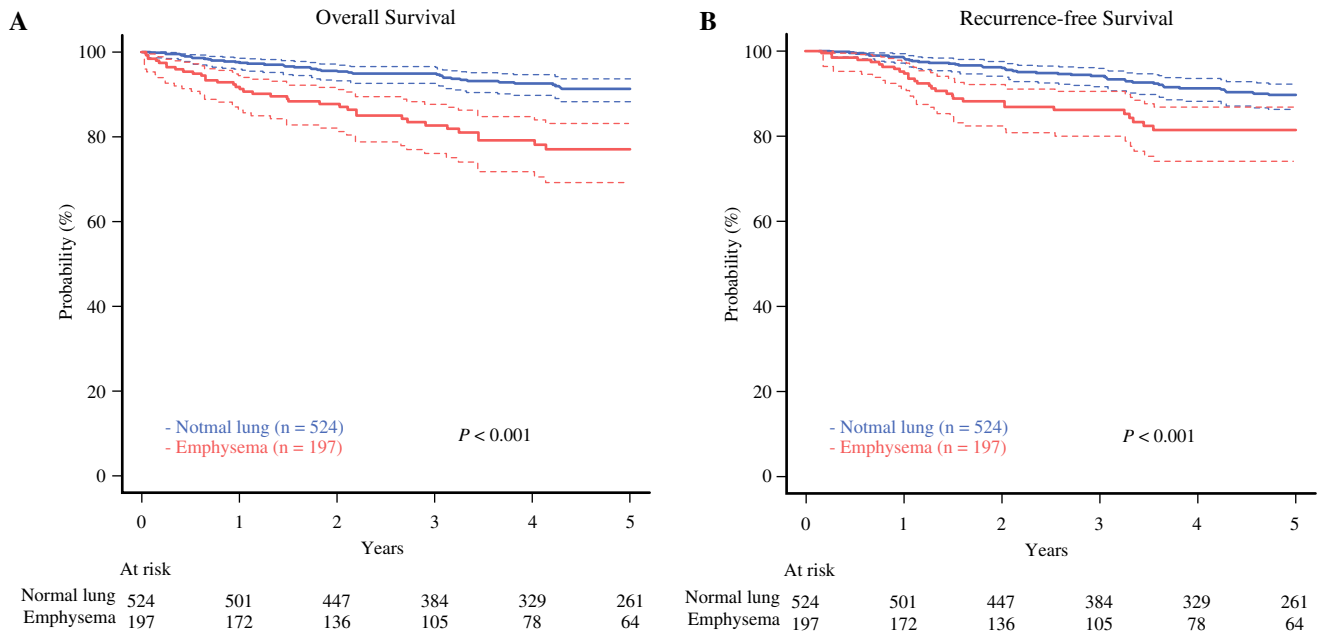 A
Overall Survival
100
80
60
40
20
0
Probability (%)
- Notmal lung (n = 524)
- Emphysema (n = 197)
P < 0.001
0 1 2 3 4 5
Years
At risk
Normal lung 524 501 447 384 329 261
Emphysema 197 172 136 105 78 64
B
Recurrence-free Survival
100
80
60
40
20
0
Probability (%)
- Notmal lung (n = 524)
- Emphysema (n = 197)
P < 0.001
0 1 2 3 4 5
Years
At risk
Normal lung 524 501 447 384 329 261
Emphysema 197 172 136 105 78 64